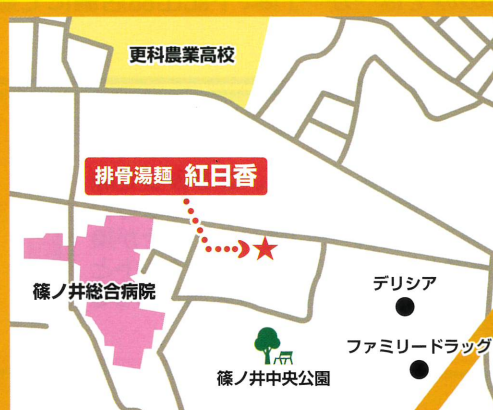 更科農業高校
排骨湯麺 紅日香
篠ノ井総合病院
デリシア
ファミリードラッグ
篠ノ井中央公園